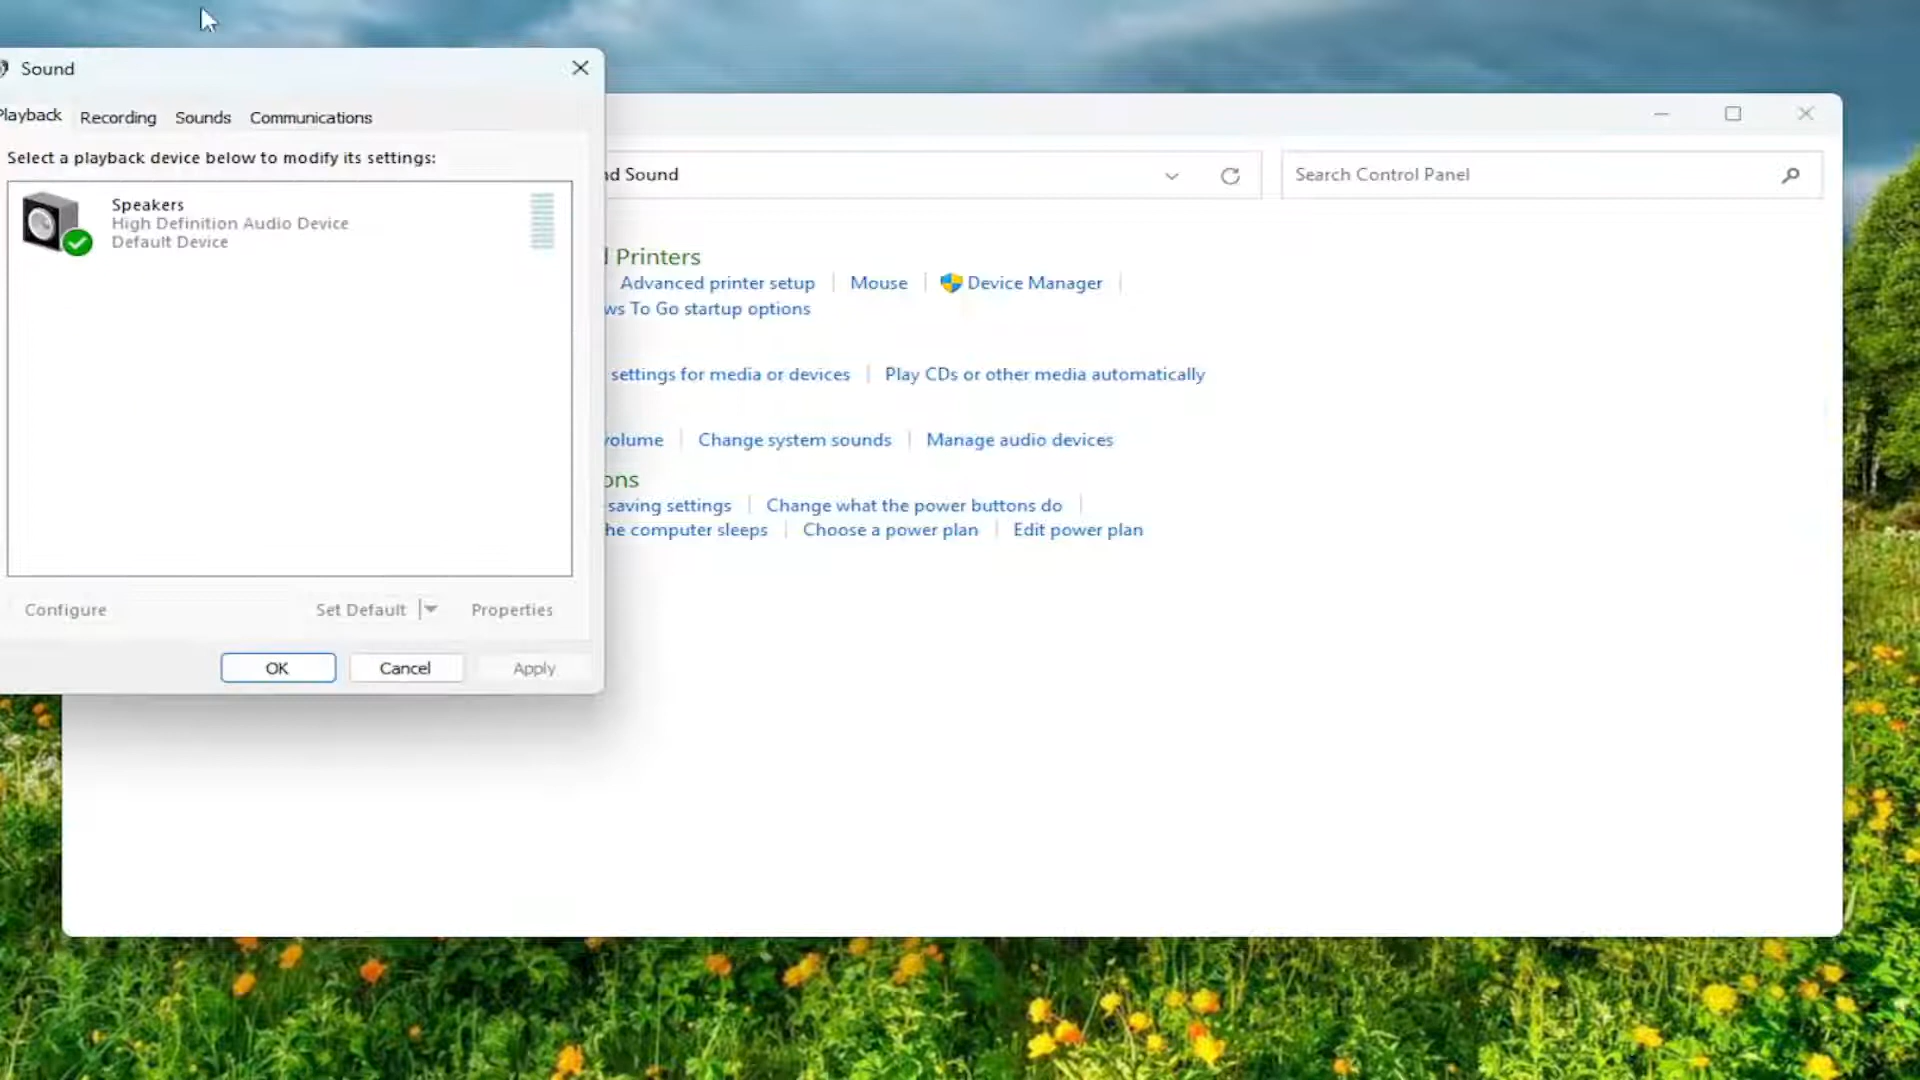 Sound
Playback Recording Sounds Communications
Select a playback device below to modify its settings:
Speakers
High Definition Audio Device
Default Device
Configure
Set Default
Properties
OK
Cancel
Apply
nd Sound
Search Control Panel
d Printers
Advanced printer setup
Mouse
Device Manager
ws To Go startup options
settings for media or devices
Play CDs or other media automatically
volume
Change system sounds
Manage audio devices
ons
saving settings
Change what the power buttons do
he computer sleeps
Choose a power plan
Edit power plan